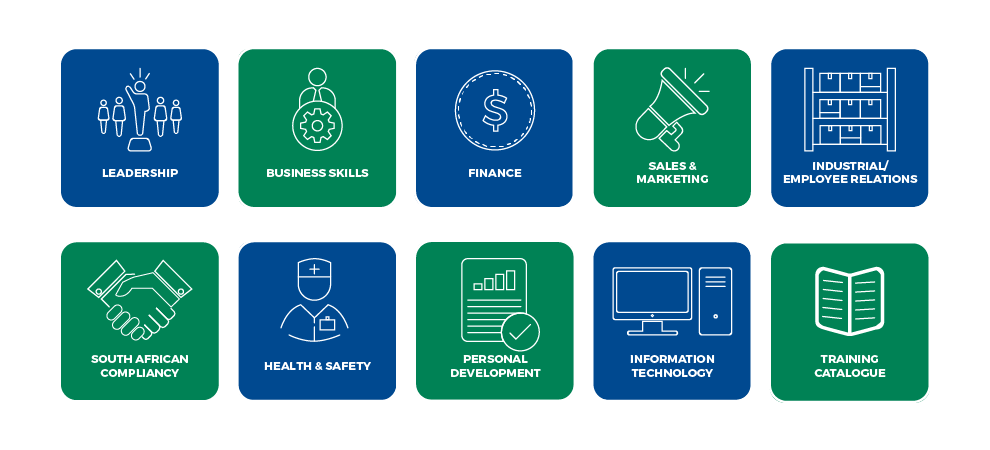 LEADERSHIP
BUSINESS SKILLS
$
FINANCE
SALES &
MARKETING
INDUSTRIAL/
EMPLOYEE RELATIONS
SOUTH AFRICAN
COMPLIANCY
HEALTH & SAFETY
PERSONAL
DEVELOPMENT
INFORMATION
TECHNOLOGY
TRAINING
CATALOGUE